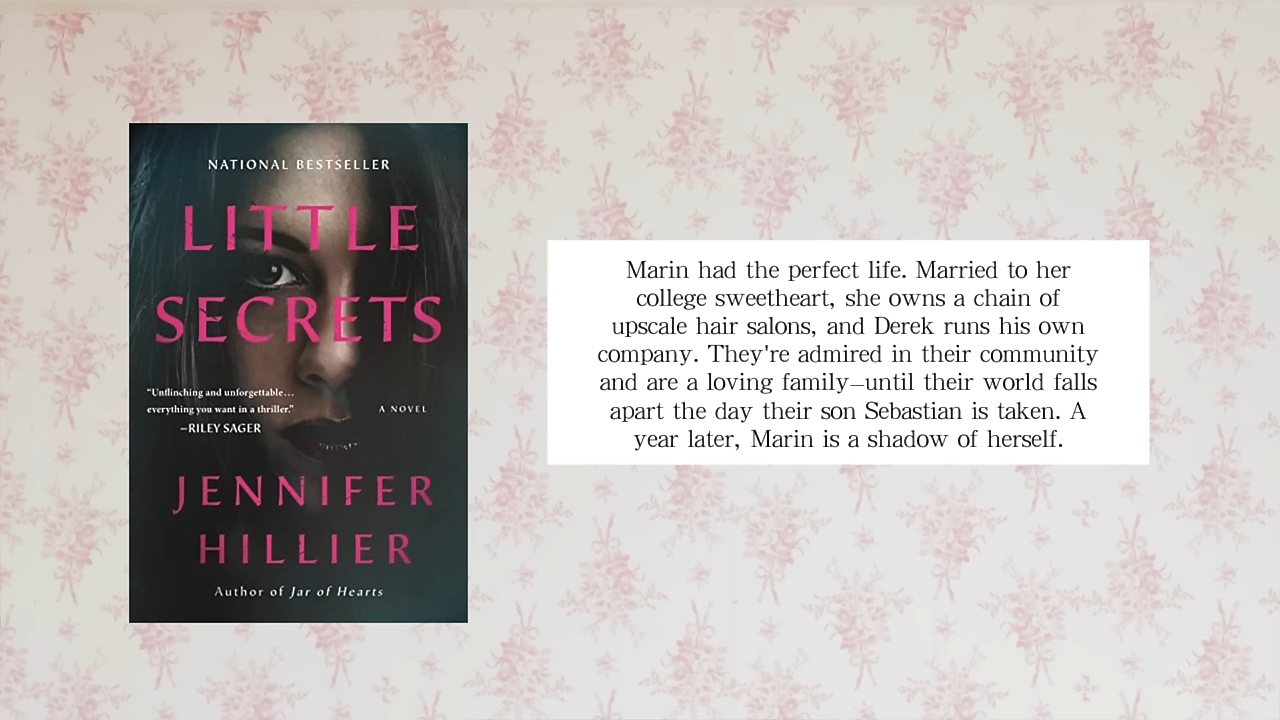 NATIONAL BESTSELLER
LITTLE
SECRETS
“Unflinching and unforgettable…
everything you want in a thriller.”
—RILEY SAGER
A NOVEL
JENNIFER
HILLIER
Author of Jar of Hearts
Marin had the perfect life. Married to her
college sweetheart, she owns a chain of
upscale hair salons, and Derek runs his own
company. They're admired in their community
and are a loving family—until their world falls
apart the day their son Sebastian is taken. A
year later, Marin is a shadow of herself.